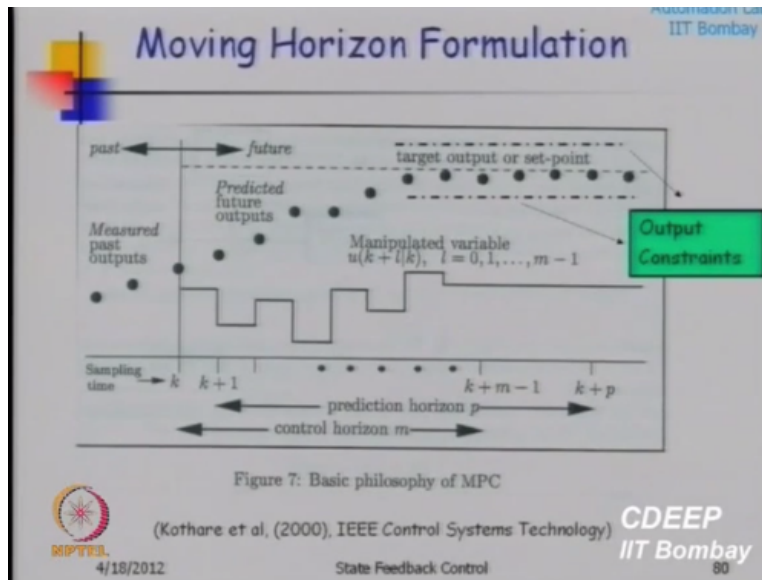 Automation Lab
IIT Bombay
Moving Horizon Formulation
past
future
target output or set-point
Predicted
future
outputs
Measured
past
outputs
Output
Constraints
Manipulated variable
u(k+l|k), l = 0, 1, . . . , m − 1
Sampling
time
k
k+1
k+m−1
k+p
prediction horizon p
control horizon m
Figure 7: Basic philosophy of MPC
(Kothare et al, (2000), IEEE Control Systems Technology)
NPTEL
CDEEP
IIT Bombay
4/18/2012
State Feedback Control
80